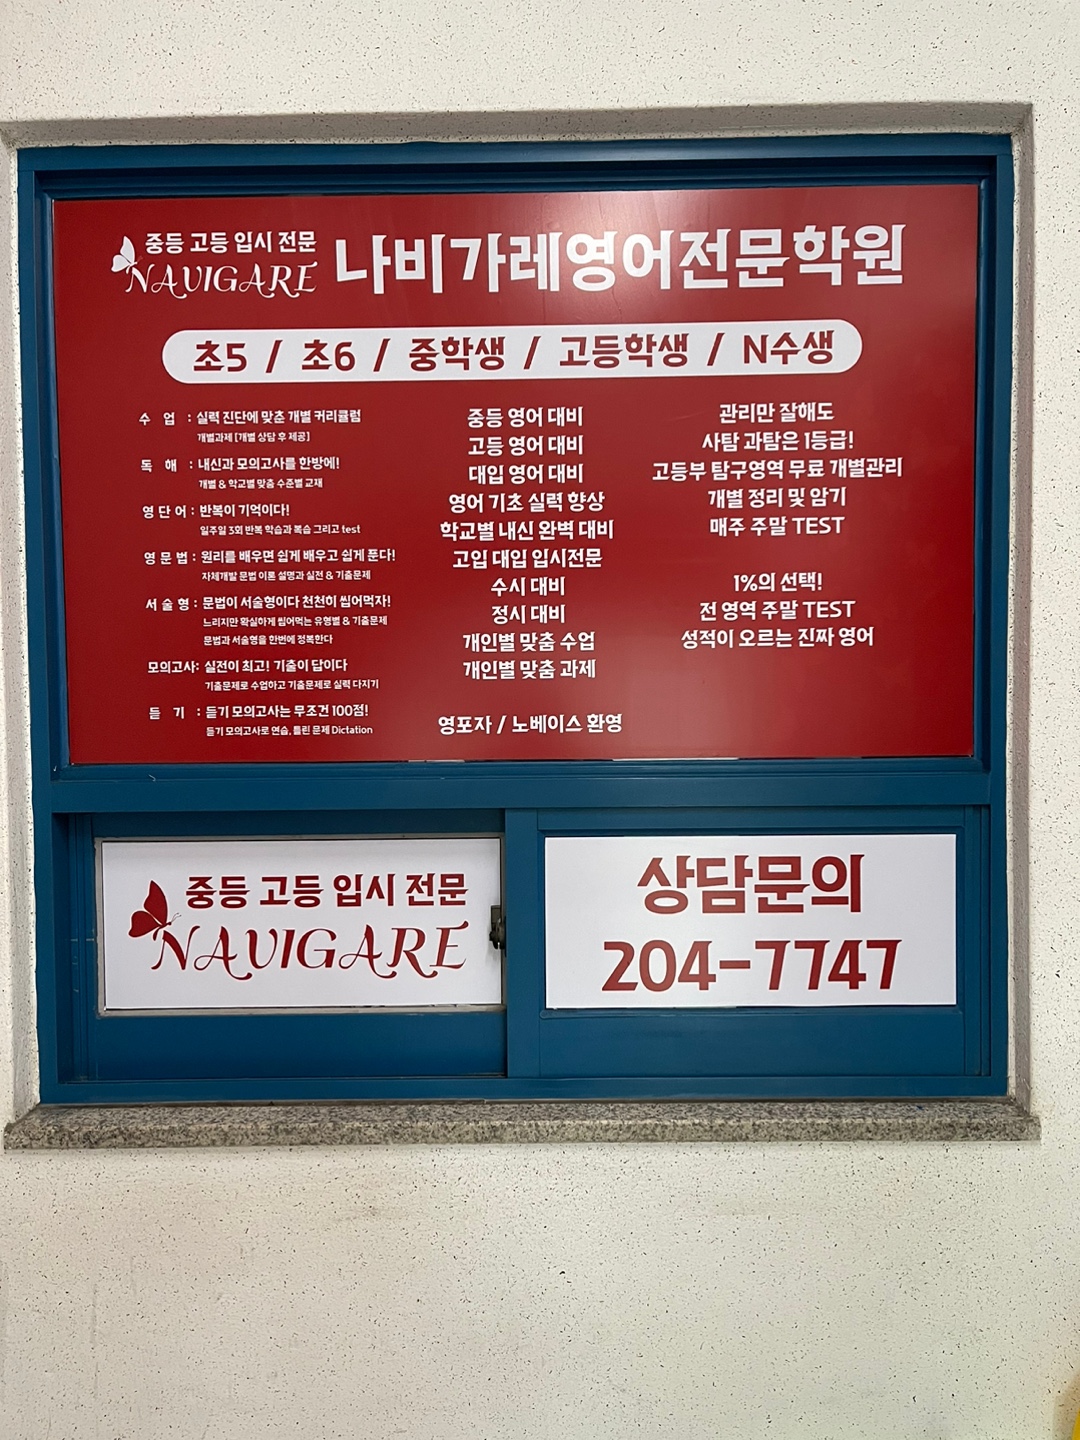 중등 고등 입시 전문
NAVIGARE
나비가레영어전문학원
초5 / 초6 / 중학생 / 고등학생 / N수생
수 업 : 실력 진단에 맞춘 개별 커리큘럼
개별과제 [개별 상담 후 제공]
독 해 : 내신과 모의고사를 한방에!
개별 & 학교별 맞춤 수준별 교재
영 단 어 : 반복이 기억이다!
일주일 3회 반복 학습과 복습 그리고 test
영 문 법 : 원리를 배우면 쉽게 배우고 쉽게 푼다!
자체개발 문법 이론 설명과 실전 & 기출문제
서 술 형 : 문법이 서술형이다 천천히 씹어먹자!
느리지만 확실하게 씹어먹는 유형별 & 기출문제
문법과 서술형을 한번에 정복한다
모의고사: 실전이 최고! 기출이 답이다
기출문제로 수업하고 기출문제로 실력 다지기
듣 기 : 듣기 모의고사는 무조건 100점!
듣기 모의고사로 연습, 틀린 문제 Dictation
중등 영어 대비
고등 영어 대비
대입 영어 대비
영어 기초 실력 향상
학교별 내신 완벽 대비
고입 대입 입시전문
수시 대비
정시 대비
개인별 맞춤 수업
개인별 맞춤 과제
영포자 / 노베이스 환영
관리만 잘해도
사탐 과탐은 1등급!
고등부 탐구영역 무료 개별관리
개별 정리 및 암기
매주 주말 TEST
1%의 선택!
전 영역 주말 TEST
성적이 오르는 진짜 영어
중등 고등 입시 전문
NAVIGARE
상담문의
204-7747